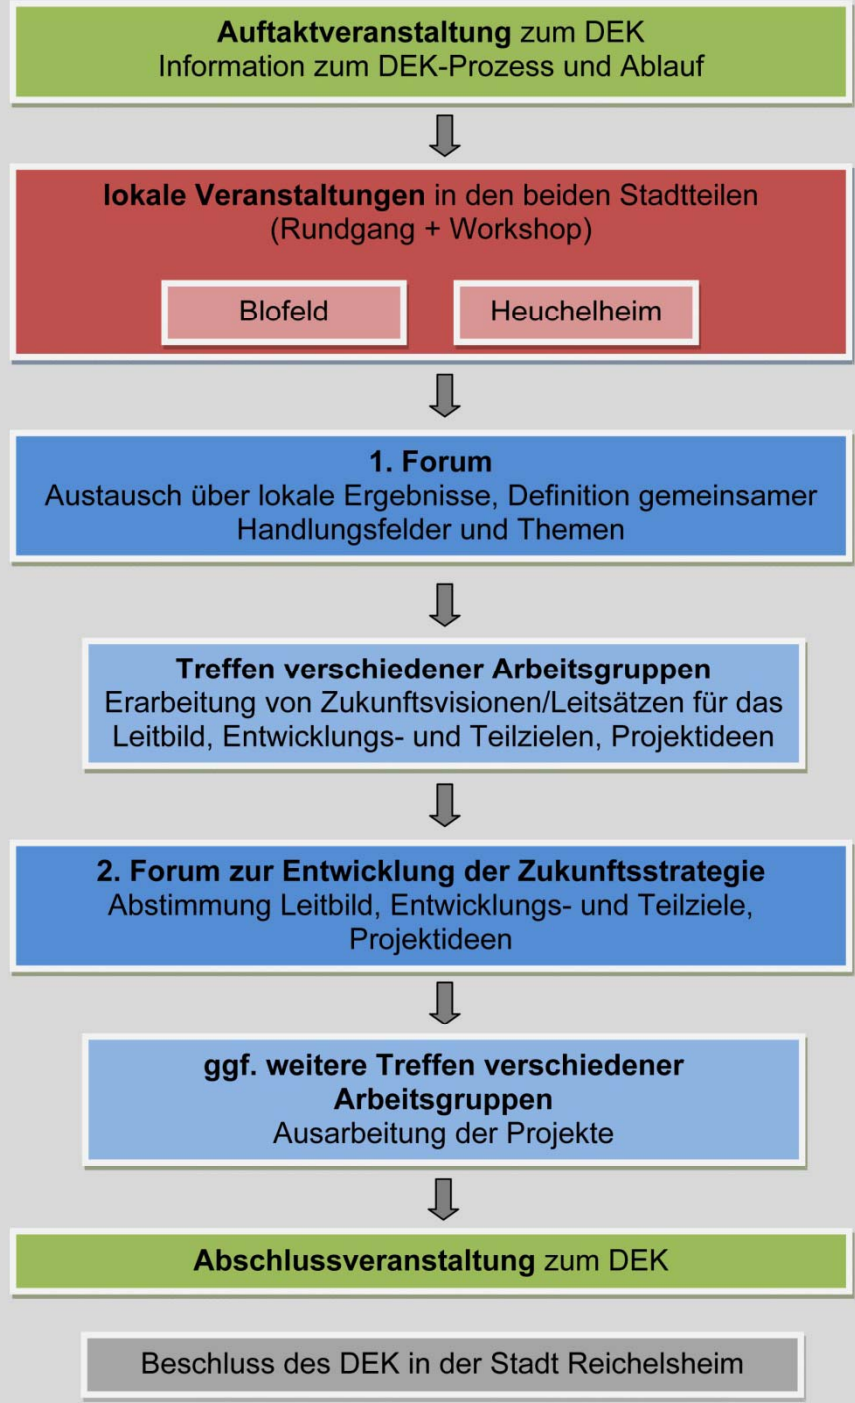 Auftaktveranstaltung zum DEK
Information zum DEK-Prozess und Ablauf
lokale Veranstaltungen in den beiden Stadtteilen
(Rundgang + Workshop)
Blofeld
Heuchelheim
1. Forum
Austausch über lokale Ergebnisse, Definition gemeinsamer
Handlungsfelder und Themen
Treffen verschiedener Arbeitsgruppen
Erarbeitung von Zukunftsvisionen/Leitsätzen für das
Leitbild, Entwicklungs- und Teilzielen, Projektideen
2. Forum zur Entwicklung der Zukunftsstrategie
Abstimmung Leitbild, Entwicklungs- und Teilziele,
Projektideen
ggf. weitere Treffen verschiedener
Arbeitsgruppen
Ausarbeitung der Projekte
Abschlussveranstaltung zum DEK
Beschluss des DEK in der Stadt Reichelsheim